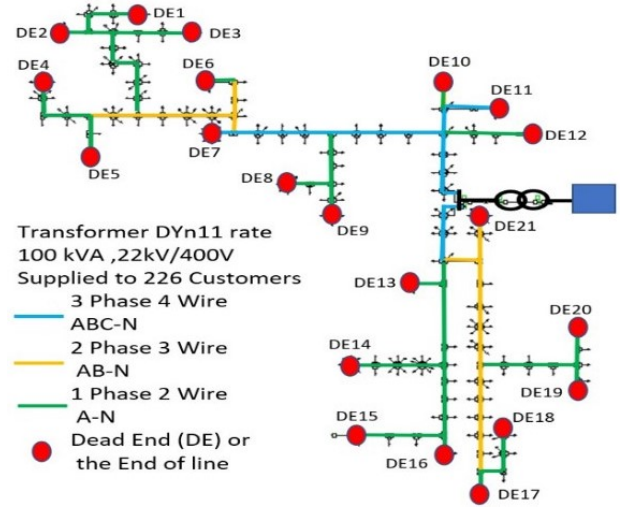 DE1
DE2
DE3
DE4
DE5
DE6
DE7
DE8
DE9
DE10
DE11
DE12
DE21
Transformer DYn11 rate
100 kVA ,22kV/400V
Supplied to 226 Customers
3 Phase 4 Wire
ABC-N
2 Phase 3 Wire
AB-N
1 Phase 2 Wire
A-N
Dead End (DE) or
the End of line
DE13
DE14
DE15
DE16
DE20
DE19
DE18
DE17